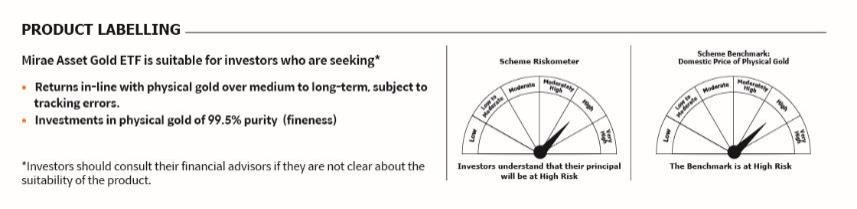 PRODUCT LABELLING
Mirae Asset Gold ETF is suitable for investors who are seeking*
• Returns in-line with physical gold over medium to long-term, subject to
tracking errors.
• Investments in physical gold of 99.5% purity (fineness)
*Investors should consult their financial advisors if they are not clear about the
suitability of the product.
Scheme Riskometer
Low
Low to
Moderate
Moderate
Moderately
High
High
Very
High
Investors understand that their principal
will be at High Risk
Scheme Benchmark:
Domestic Price of Physical Gold
Low
Low to
Moderate
Moderate
Moderately
High
High
Very
High
The Benchmark is at High Risk